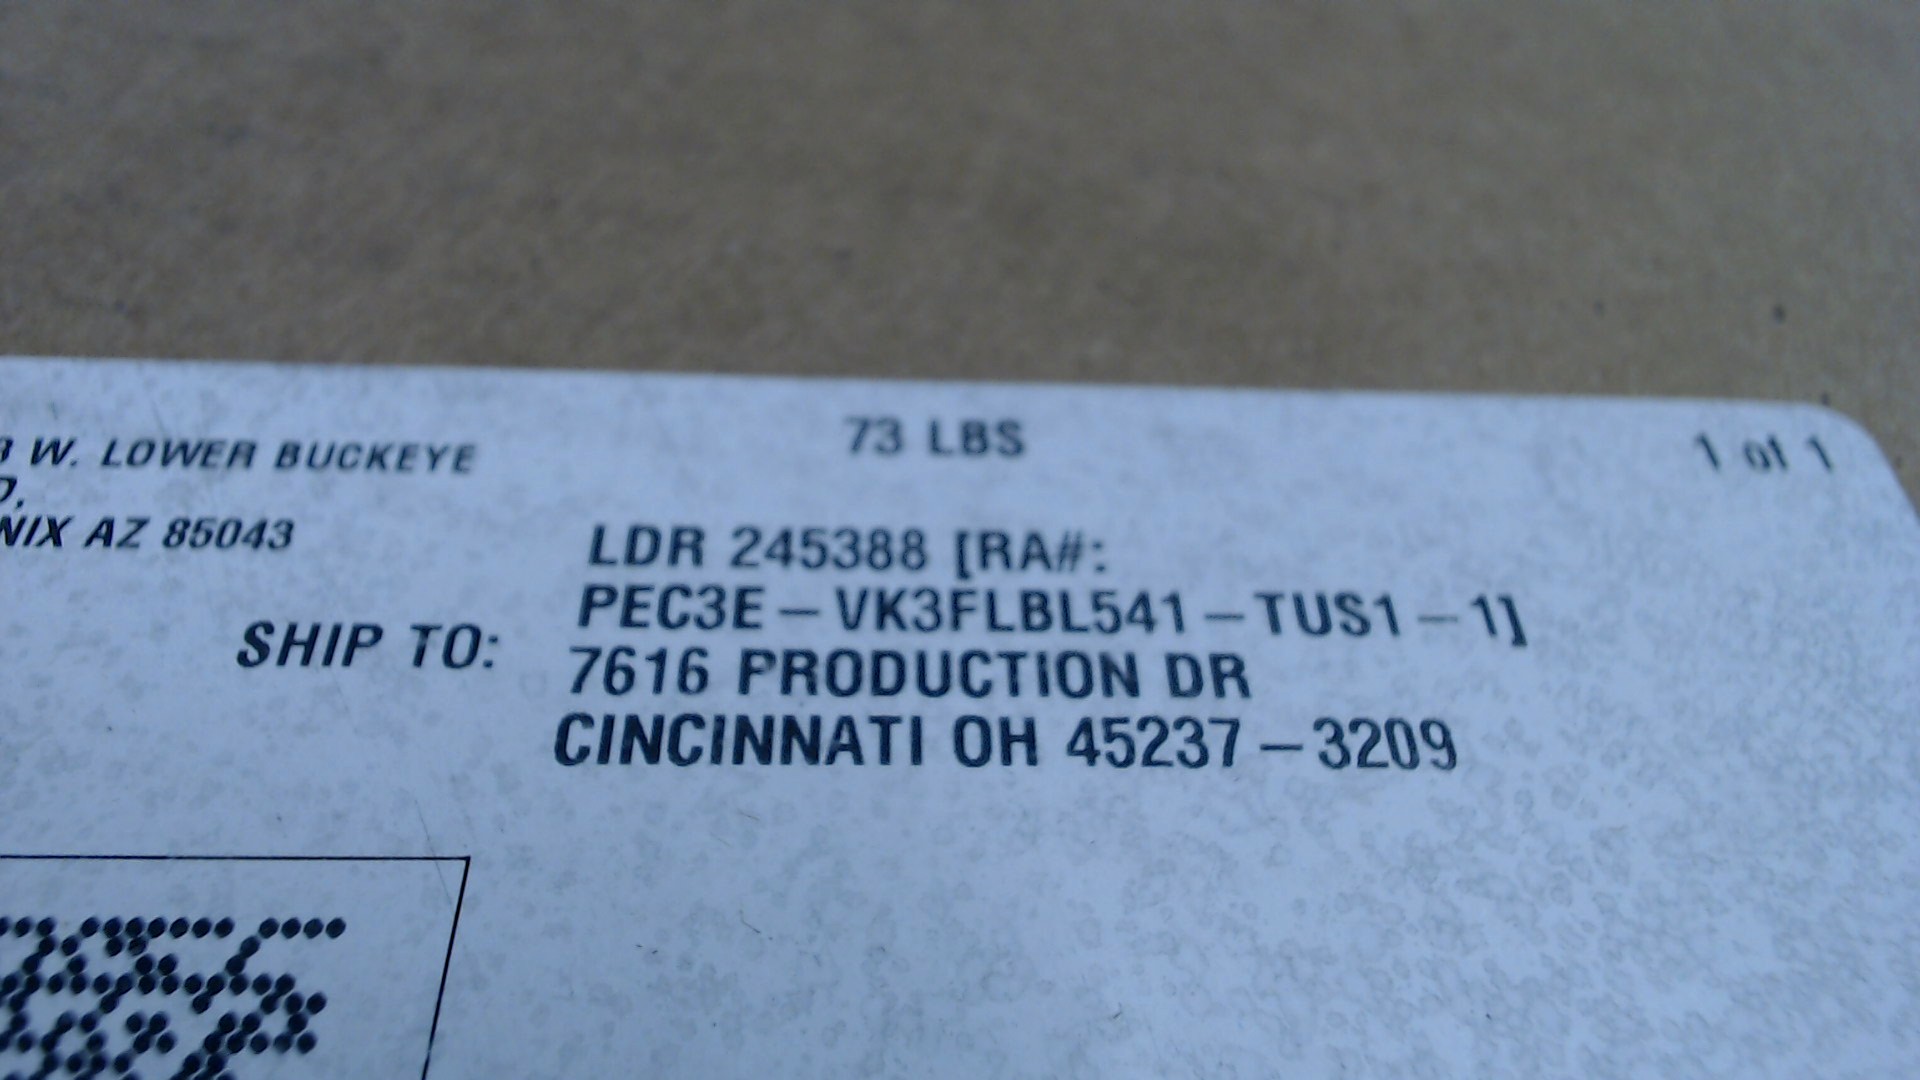 73 LBS
1 of 1
W. LOWER BUCKEYE
AZ 85043
LDR 245388 [RA#:
PEC3E-VK3FLBL541-TUS1-1]
SHIP TO:
7616 PRODUCTION DR
CINCINNATI OH 45237-3209